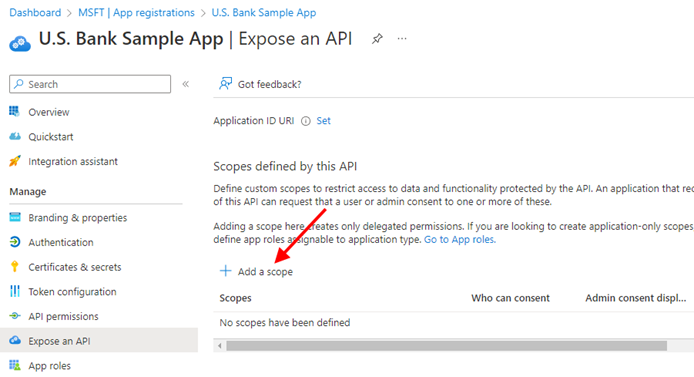 Dashboard > MSFT | App registrations > U.S. Bank Sample App
U.S. Bank Sample App | Expose an API
Search
Got feedback?
Overview
Quickstart
Integration assistant
Manage
Branding & properties
Authentication
Certificates & secrets
Token configuration
API permissions
Expose an API
App roles
Application ID URI Set
Scopes defined by this API
Define custom scopes to restrict access to data and functionality protected by the API. An application that
of this API can request that a user or admin consent to one or more of these.
Adding a scope here creates only delegated permissions. If you are looking to create application-only scopes,
define app roles assignable to application type. Go to App roles.
Add a scope
Scopes Who can consent Admin consent displ...
No scopes have been defined